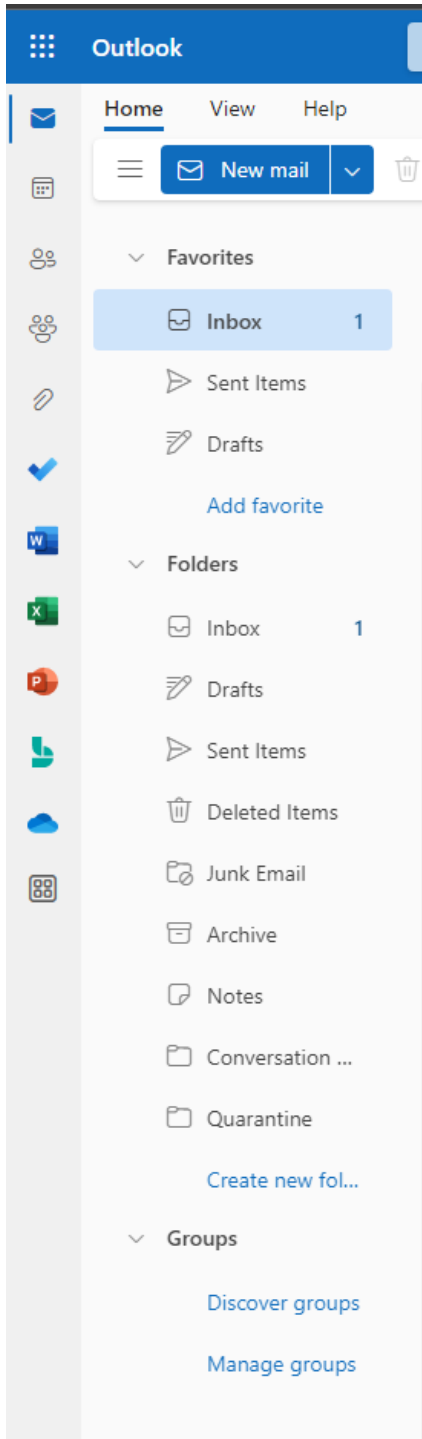 Outlook
Home View Help
New mail
Favorites
Inbox 1
Sent Items
Drafts
Add favorite
Folders
W
Inbox 1
X
Drafts
P
Sent Items
Deleted Items
Junk Email
Archive
Notes
Conversation ...
Quarantine
Create new fol...
Groups
Discover groups
Manage groups